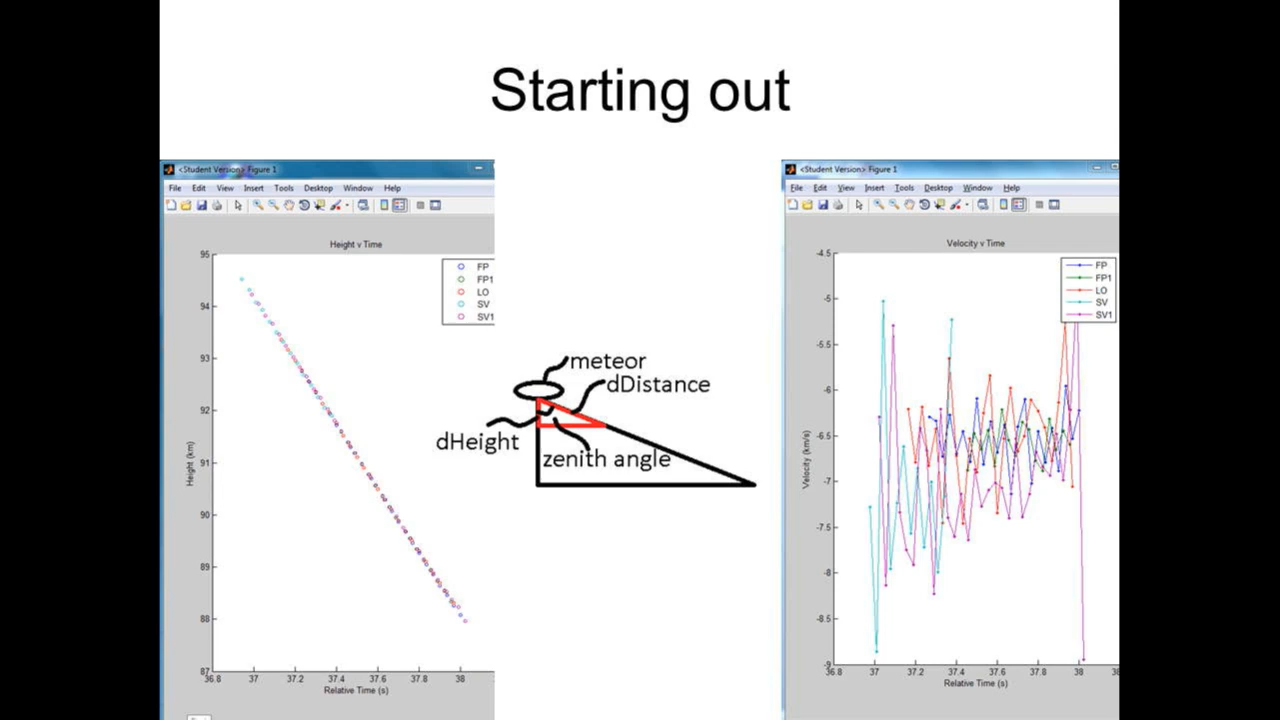 Starting out
<Student Version> Figure 1
File Edit View Insert Tools Desktop Window Help
Height v Time
95
94
93
92
91
90
89
88
87
Height (km)
36.8 37 37.2 37.4 37.6 37.8 38
Relative Time (s)
FP
FP1
LO
SV
SV1
meteor
dDistance
dHeight
zenith angle
<Student Version> Figure 1
File Edit View Insert Tools Desktop Window Help
Velocity v Time
-4.5
-5
-5.5
-6
-6.5
-7
-7.5
-8
-8.5
-9
Velocity (km/s)
36.8 37 37.2 37.4 37.6 37.8 38
Relative Time (s)
FP
FP1
LO
SV
SV1